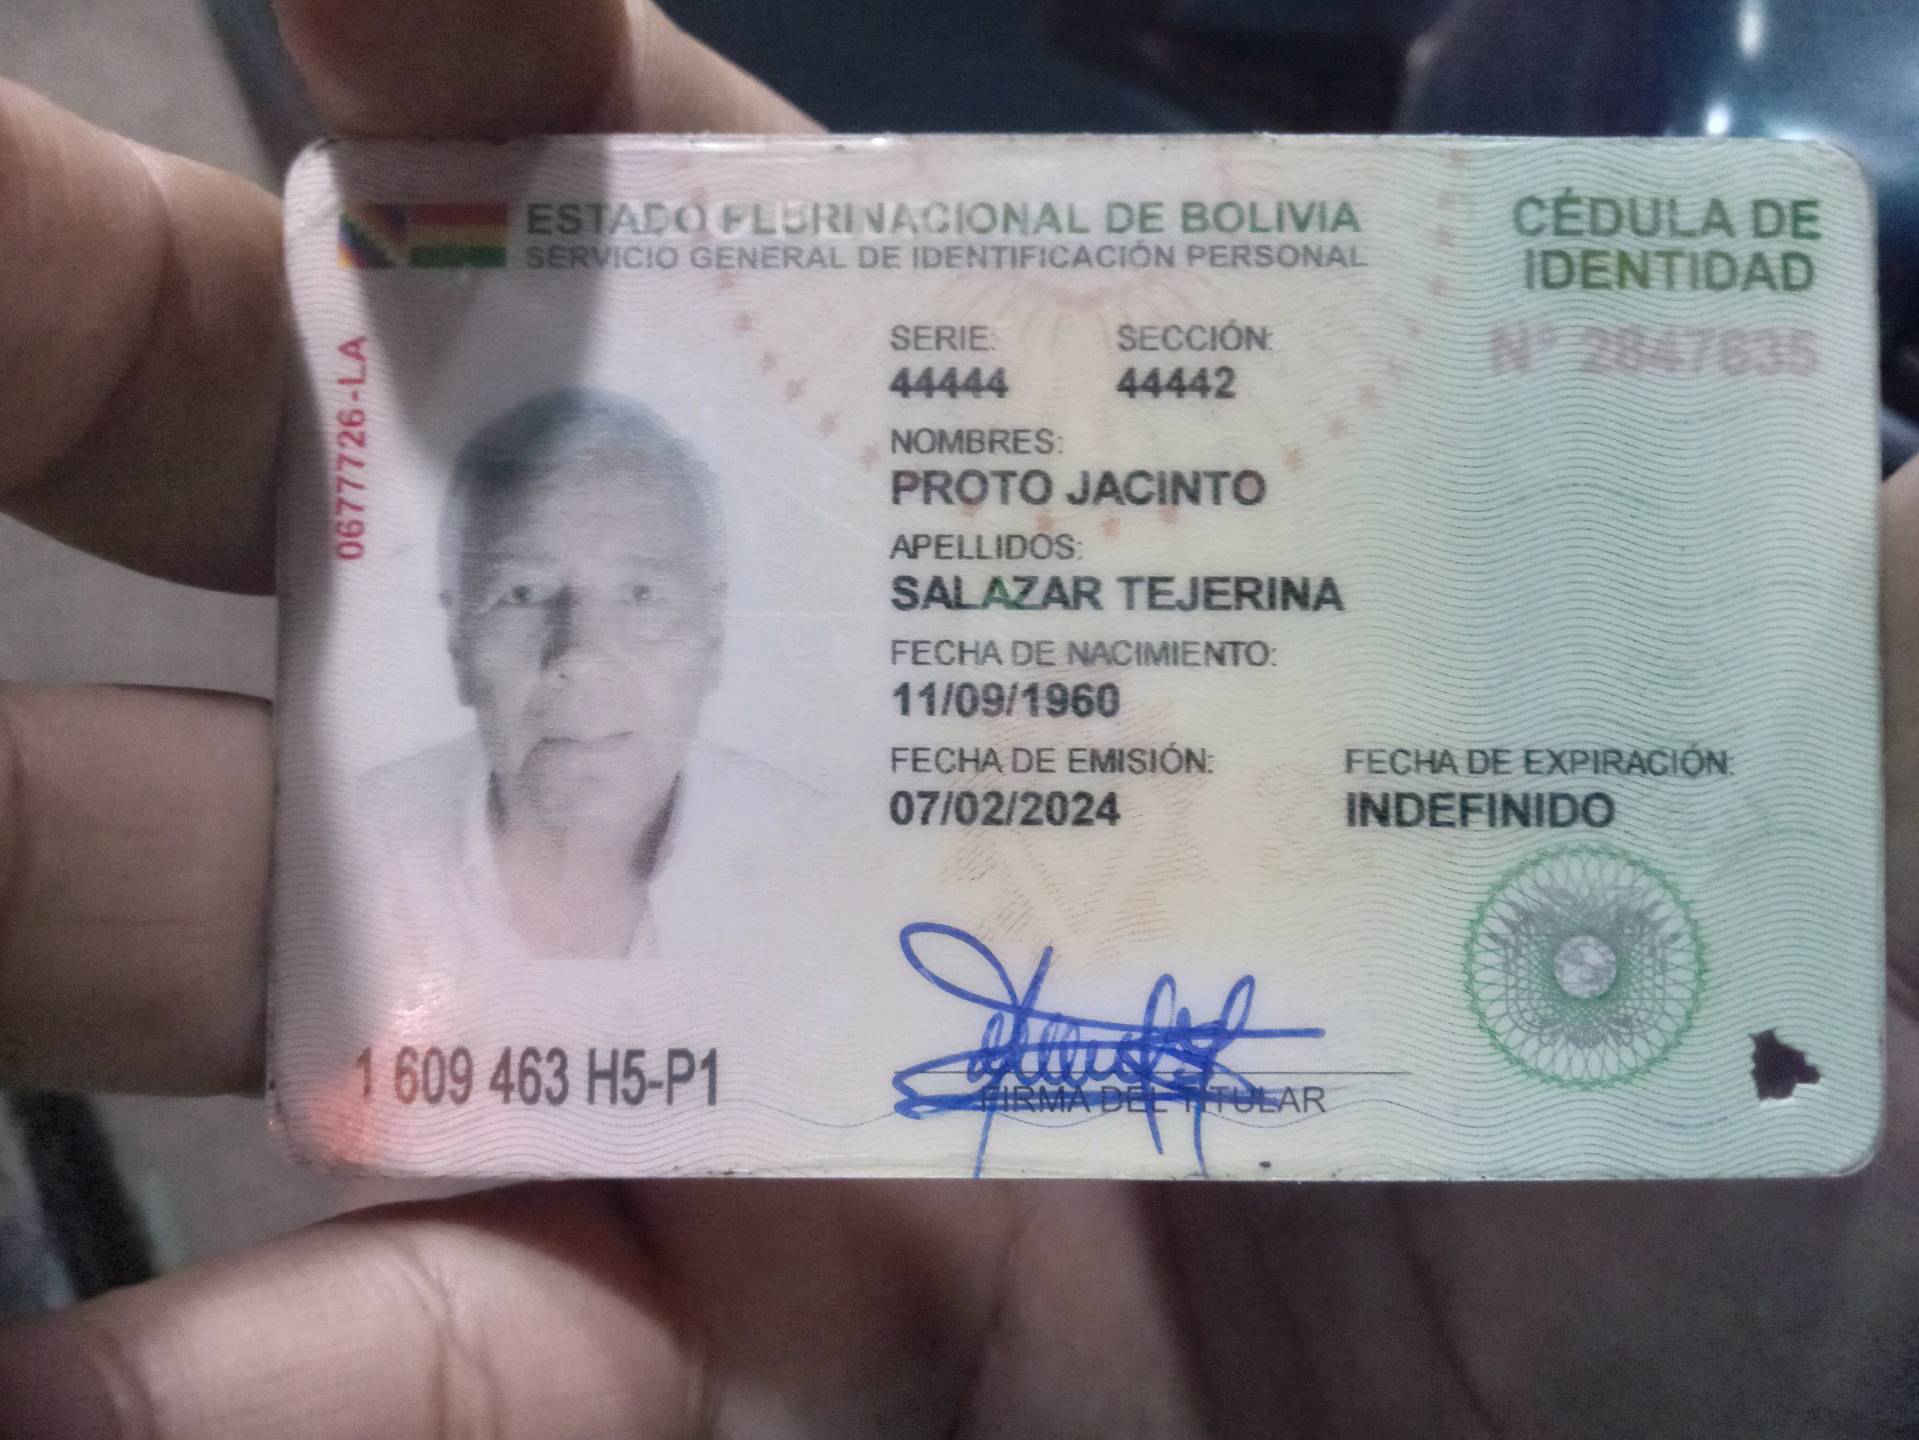 ESTADO PLURINACIONAL DE BOLIVIA
SERVICIO GENERAL DE IDENTIFICACIÓN PERSONAL
CÉDULA DE
IDENTIDAD
N° 2847635
0677726-LA
SERIE: SECCIÓN:
44444 44442
NOMBRES:
PROTO JACINTO
APELLIDOS:
SALAZAR TEJERINA
FECHA DE NACIMIENTO:
11/09/1960
FECHA DE EMISIÓN: FECHA DE EXPIRACIÓN:
07/02/2024 INDEFINIDO
1 609 463 H5-P1
FIRMA DEL TITULAR